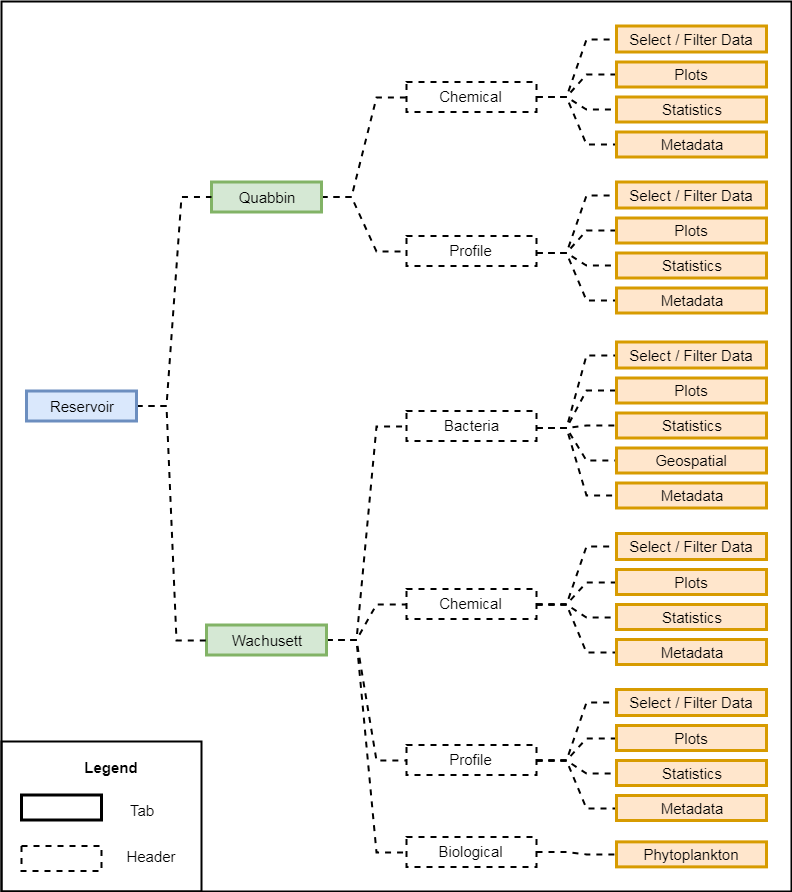 Reservoir
Quabbin
Chemical
Select / Filter Data
Plots
Statistics
Metadata
Profile
Select / Filter Data
Plots
Statistics
Metadata
Wachusett
Bacteria
Select / Filter Data
Plots
Statistics
Geospatial
Metadata
Chemical
Select / Filter Data
Plots
Statistics
Metadata
Profile
Select / Filter Data
Plots
Statistics
Metadata
Biological
Phytoplankton
Legend
Tab
Header